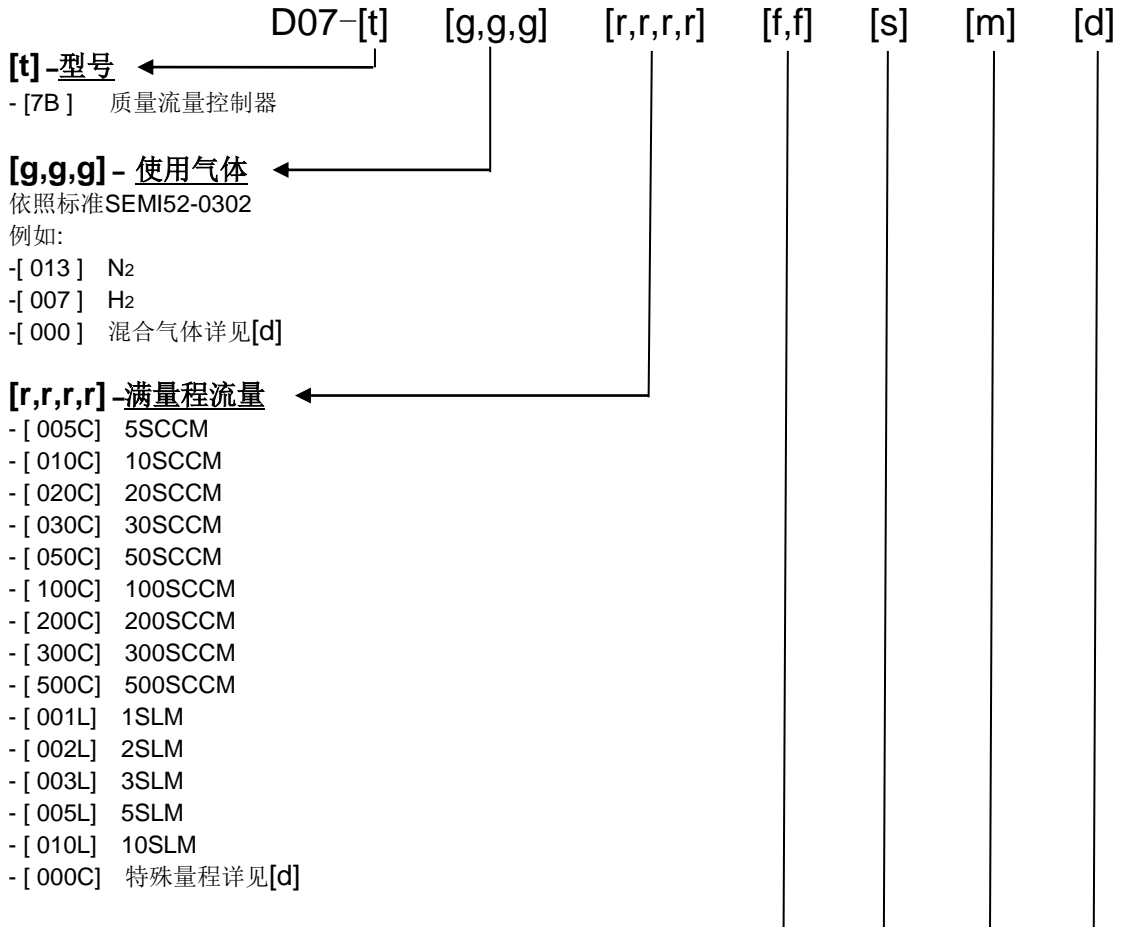 D07-[t] [g,g,g] [r,r,r,r] [f,f] [s] [m] [d]
[t] –型号
- [7B ] 质量流量控制器
[g,g,g] – 使用气体
依照标准SEMI52-0302
例如:
-[ 013 ] N2
-[ 007 ] H2
-[ 000 ] 混合气体详见[d]
[r,r,r,r] –满量程流量
- [ 005C] 5SCCM
- [ 010C] 10SCCM
- [ 020C] 20SCCM
- [ 030C] 30SCCM
- [ 050C] 50SCCM
- [ 100C] 100SCCM
- [ 200C] 200SCCM
- [ 300C] 300SCCM
- [ 500C] 500SCCM
- [ 001L] 1SLM
- [ 002L] 2SLM
- [ 003L] 3SLM
- [ 005L] 5SLM
- [ 010L] 10SLM
- [ 000C] 特殊量程详见[d]